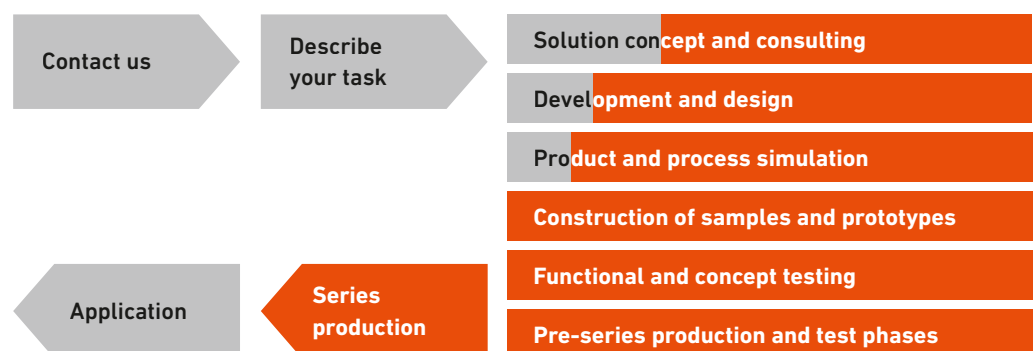 Contact us
Describe
your task
Solution concept and consulting
Development and design
Product and process simulation
Construction of samples and prototypes
Functional and concept testing
Pre-series production and test phases
Series
production
Application